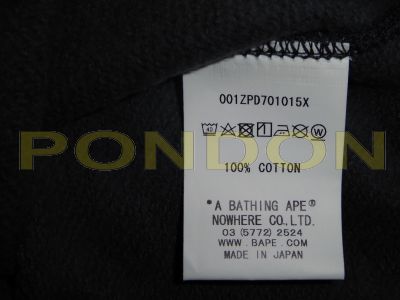 001ZPD701015X
PONDON
100% COTTON
*A BATHING APE®
NOWHERE CO.,LTD.
03 (5772) 2524
WWW.BAPE.COM
MADE IN JAPAN